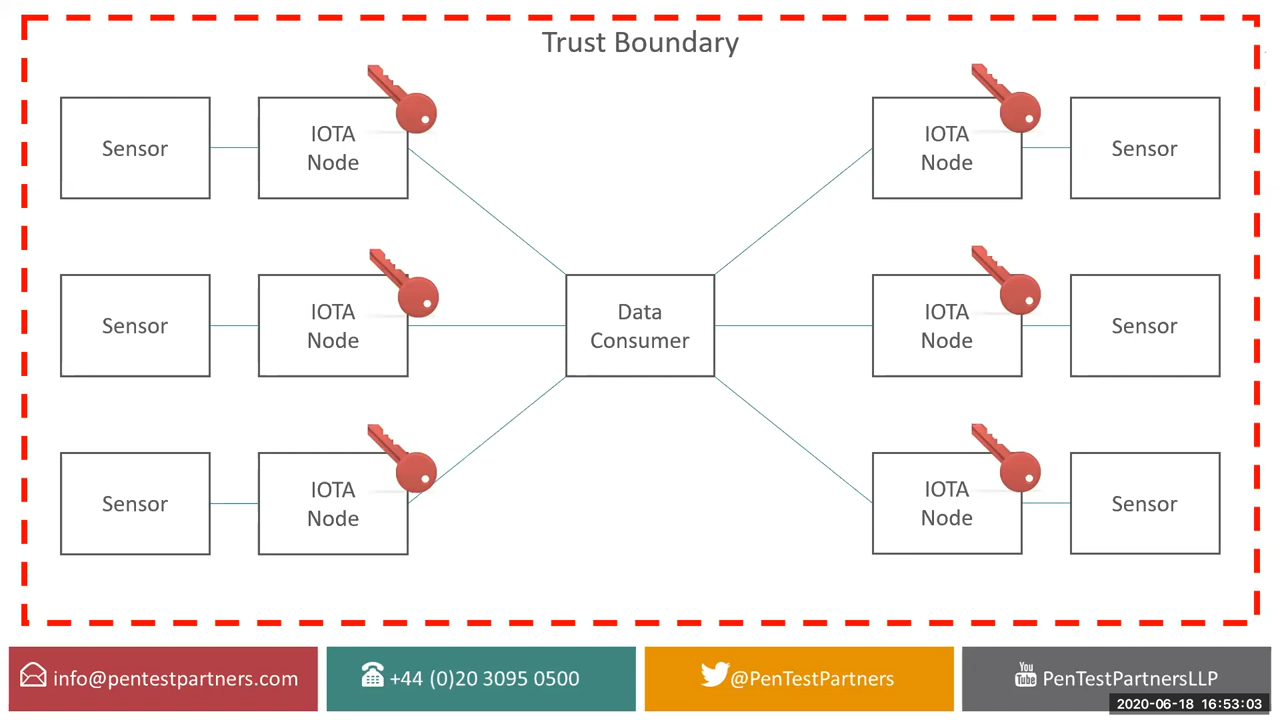 Trust Boundary
Sensor
IOTA
Node
IOTA
Node
Sensor
Sensor
IOTA
Node
Data
Consumer
IOTA
Node
Sensor
Sensor
IOTA
Node
IOTA
Node
Sensor
info@pentestpartners.com
+44 (0)20 3095 0500
@PenTestPartners
You
Tube
PenTestPartnersLLP
2020-06-18 16:53:03